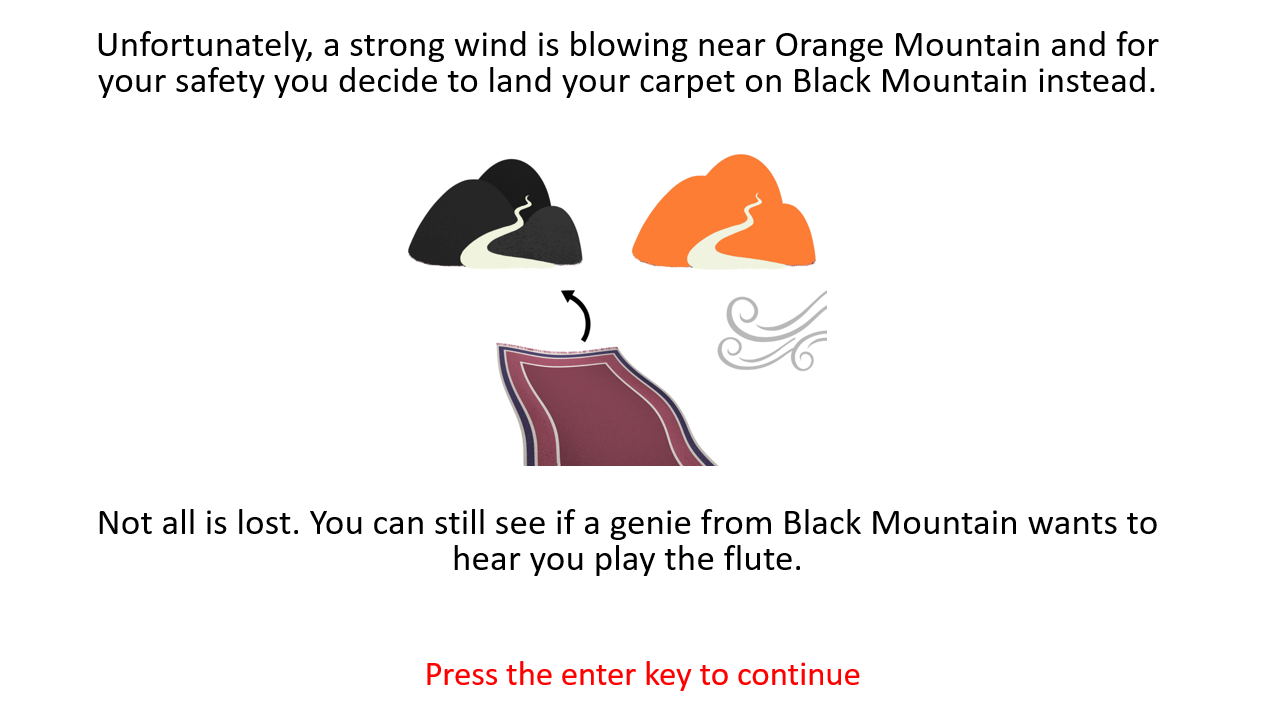 Unfortunately, a strong wind is blowing near Orange Mountain and for
your safety you decide to land your carpet on Black Mountain instead.
Not all is lost. You can still see if a genie from Black Mountain wants to
hear you play the flute.
Press the enter key to continue